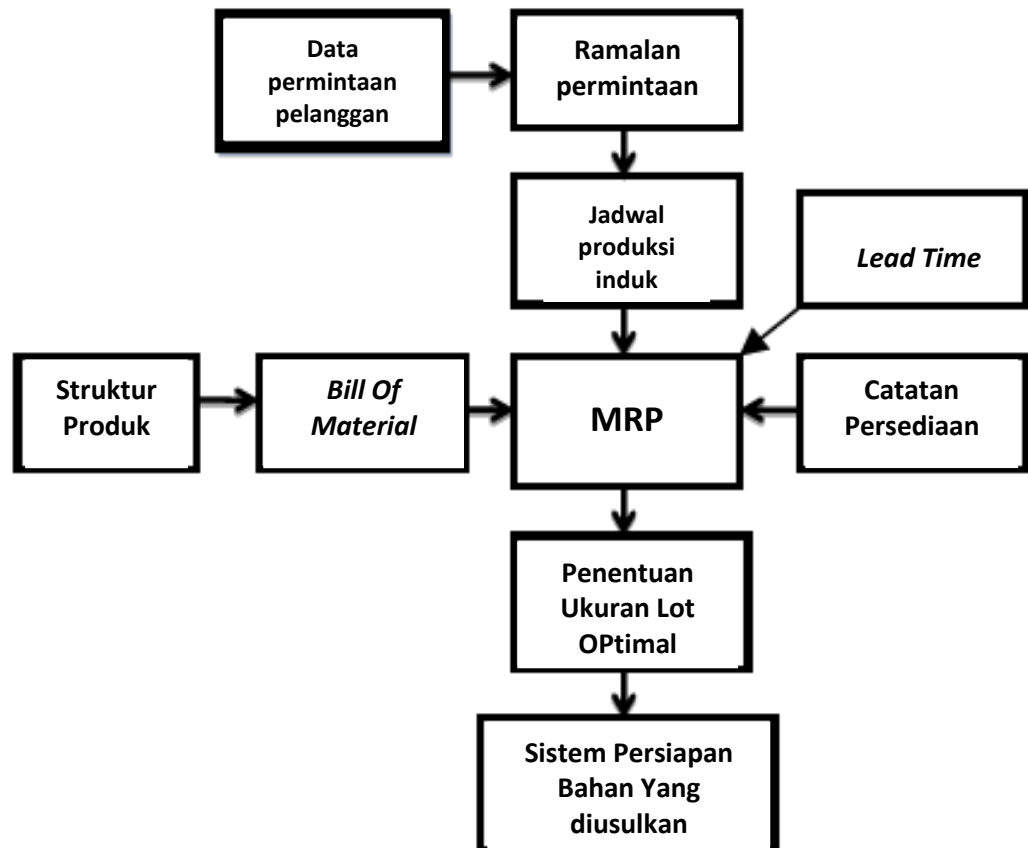 Data
permintaan
pelanggan
Ramalan
permintaan
Jadwal
produksi
induk
Lead Time
Struktur
Produk
Bill Of
Material
MRP
Catatan
Persediaan
Penentuan
Ukuran Lot
OPtimal
Sistem Persiapan
Bahan Yang
diusulkan